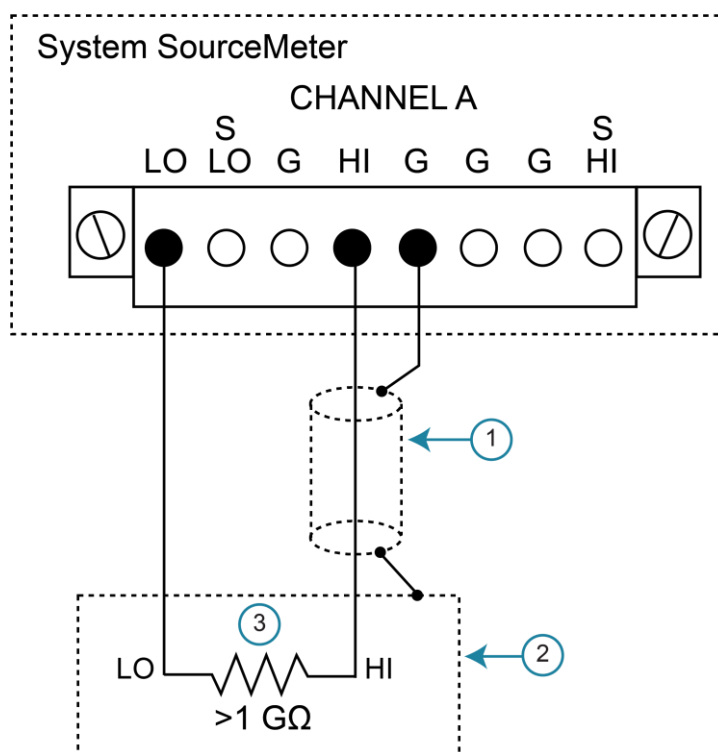 System SourceMeter
CHANNEL A
S S
LO LO G HI G G G HI
1
3
2
LO HI
>1 GΩ